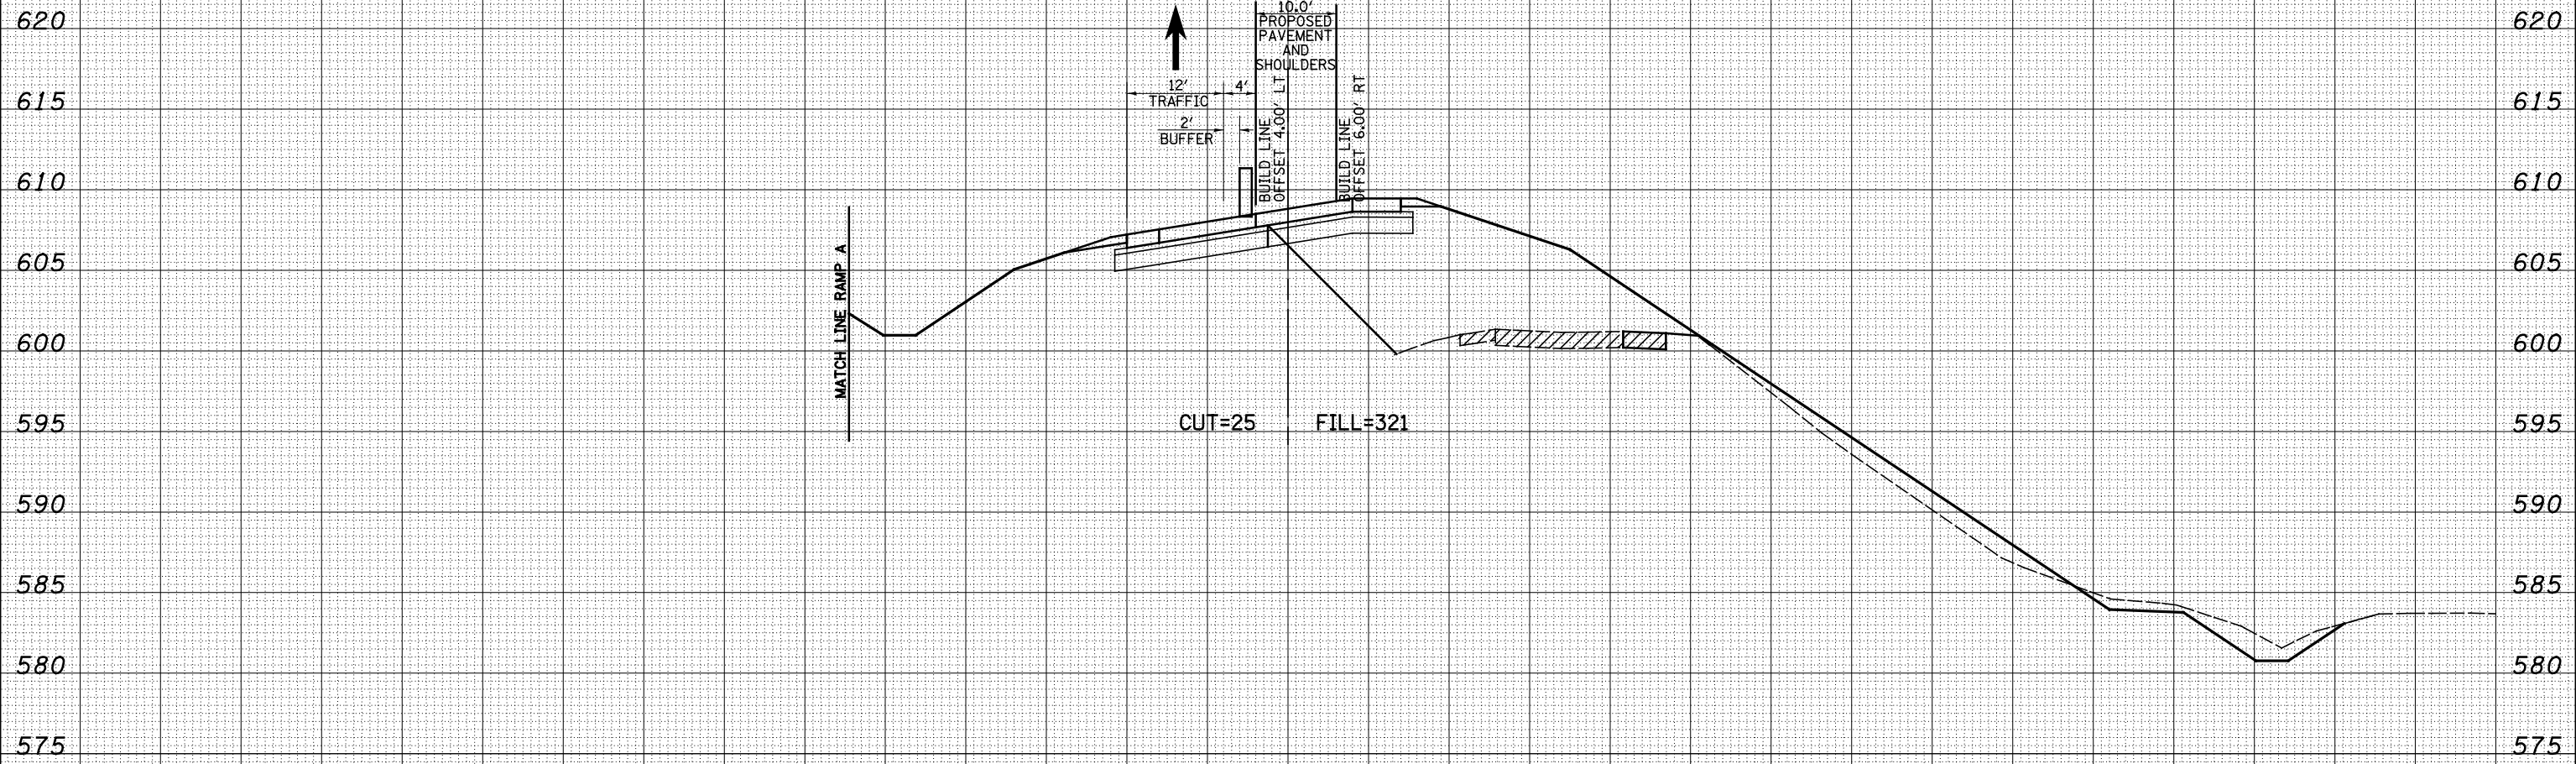 10.0'
620
PROPOSED
620
PAVEMENT
AND
SHOULDERS
12'
4'
615
TRAFFIC
615
2'
BUFFER
BUILD LINE
OFFSET 4.00' LT
BUILD LINE
OFFSET 6.00' RT
610
610
605
605
MATCH LINE RAMP A
600
600
CUT=25
FILL=321
595
595
590
590
585
585
580
580
575
575